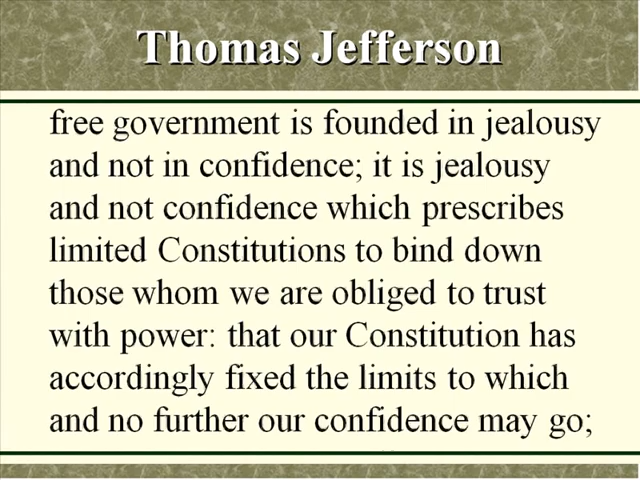 Thomas Jefferson
free government is founded in jealousy
and not in confidence; it is jealousy
and not confidence which prescribes
limited Constitutions to bind down
those whom we are obliged to trust
with power: that our Constitution has
accordingly fixed the limits to which
and no further our confidence may go;